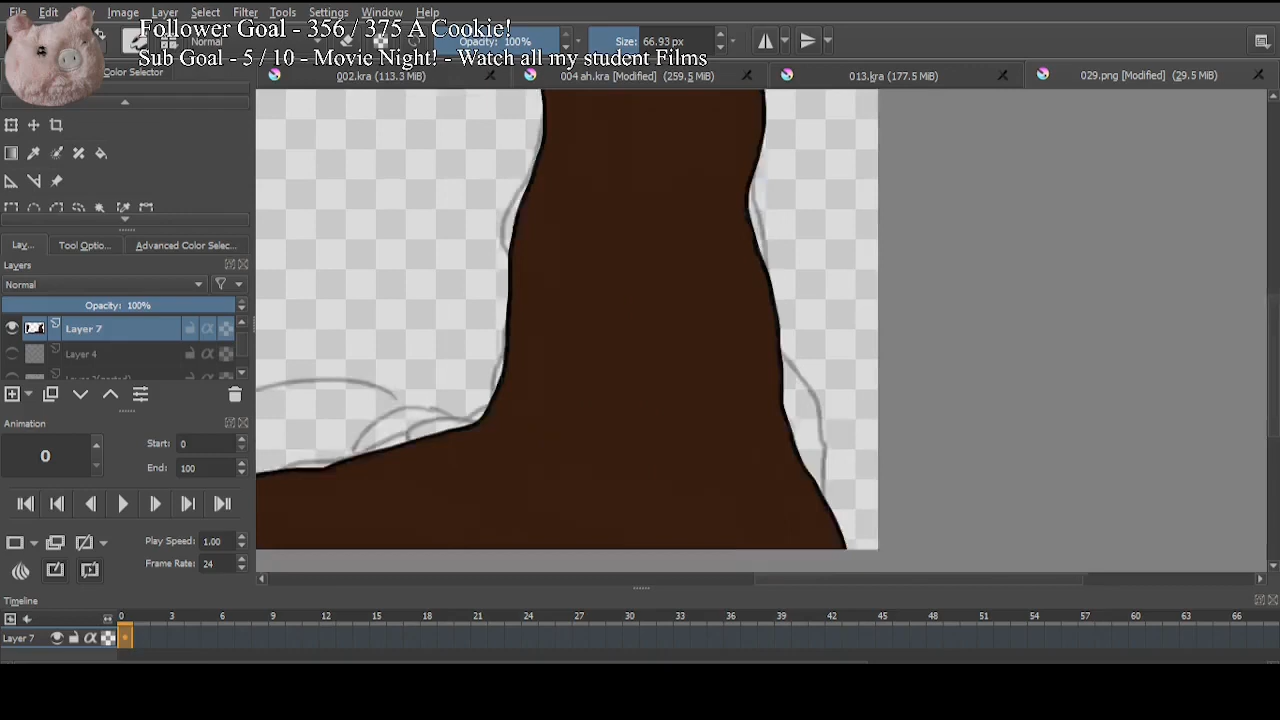 File Edit View Image Layer Select Filter Tools Settings Window Help
Follower Goal - 356 / 375 A Cookie!
Normal Opacity: 100% Size: 66.93 px
Sub Goal - 5 / 10 - Movie Night! - Watch all my student Films
Color Selector 002.kra (113.3 MiB) 004 ah.kra [Modified] (259.5 MiB) 013.kra (177.5 MiB) 029.png [Modified] (29.5 MiB)
Lay... Tool Optio... Advanced Color Selec...
Layers
Normal
Opacity: 100%
Layer 7
Layer 4
Animation
0 Start: 0
End: 100
Play Speed: 1.00
Frame Rate: 24
Timeline
0 3 6 9 12 15 18 21 24 27 30 33 36 39 42 45 48 51 54 57 60 63 66
Layer 7